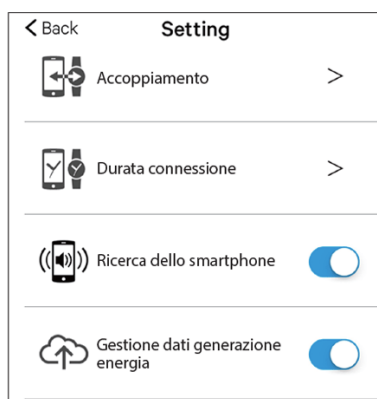 Back Setting
Accoppiamento >
Durata connessione >
Ricerca dello smartphone
Gestione dati generazione
energia